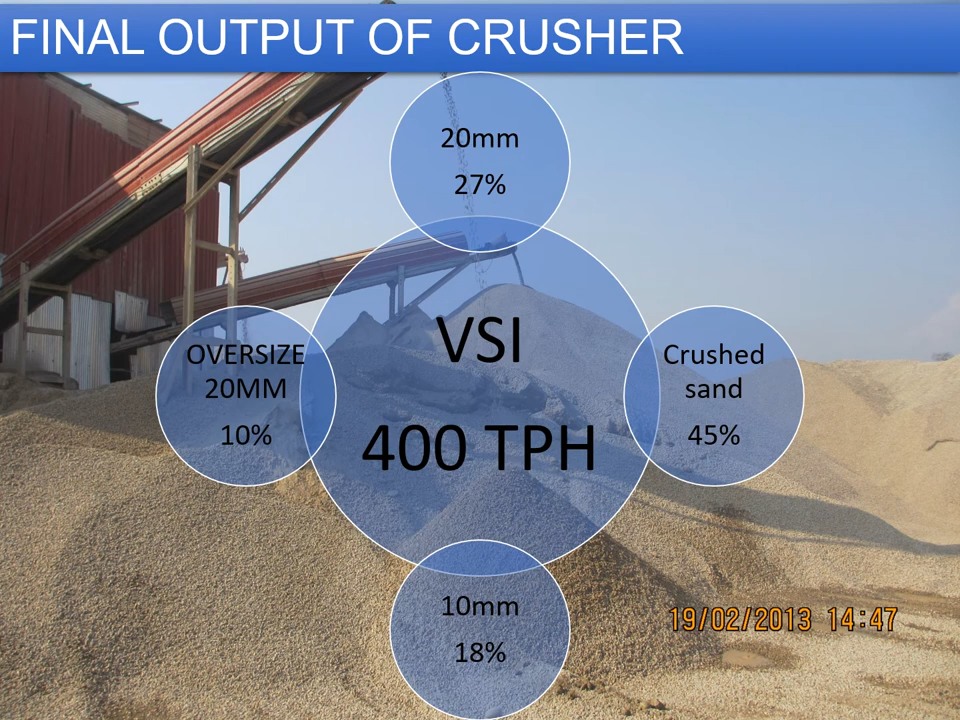 FINAL OUTPUT OF CRUSHER
20mm
27%
OVERSIZE
20MM
10%
VSI
400 TPH
Crushed
sand
45%
10mm
18%
19/02/2013 14:47